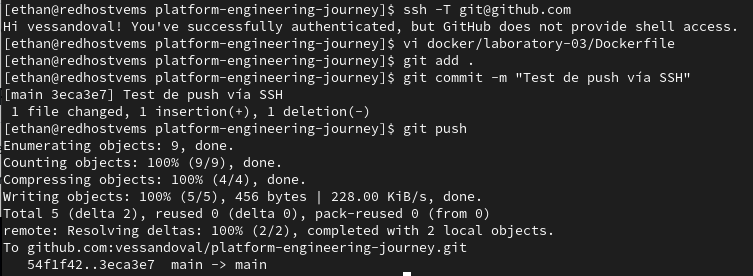 [ethan@redhostvems platform-engineering-journey]$ ssh -T git@github.com
Hi vessandoval! You've successfully authenticated, but GitHub does not provide shell access.
[ethan@redhostvems platform-engineering-journey]$ vi docker/laboratory-03/Dockerfile
[ethan@redhostvems platform-engineering-journey]$ git add .
[ethan@redhostvems platform-engineering-journey]$ git commit -m "Test de push vía SSH"
[main 3eca3e7] Test de push vía SSH
 1 file changed, 1 insertion(+), 1 deletion(-)
[ethan@redhostvems platform-engineering-journey]$ git push
Enumerating objects: 9, done.
Counting objects: 100% (9/9), done.
Compressing objects: 100% (4/4), done.
Writing objects: 100% (5/5), 456 bytes | 228.00 KiB/s, done.
Total 5 (delta 2), reused 0 (delta 0), pack-reused 0 (from 0)
remote: Resolving deltas: 100% (2/2), completed with 2 local objects.
To github.com:vessandoval/platform-engineering-journey.git
   54f1f42..3eca3e7  main -> main